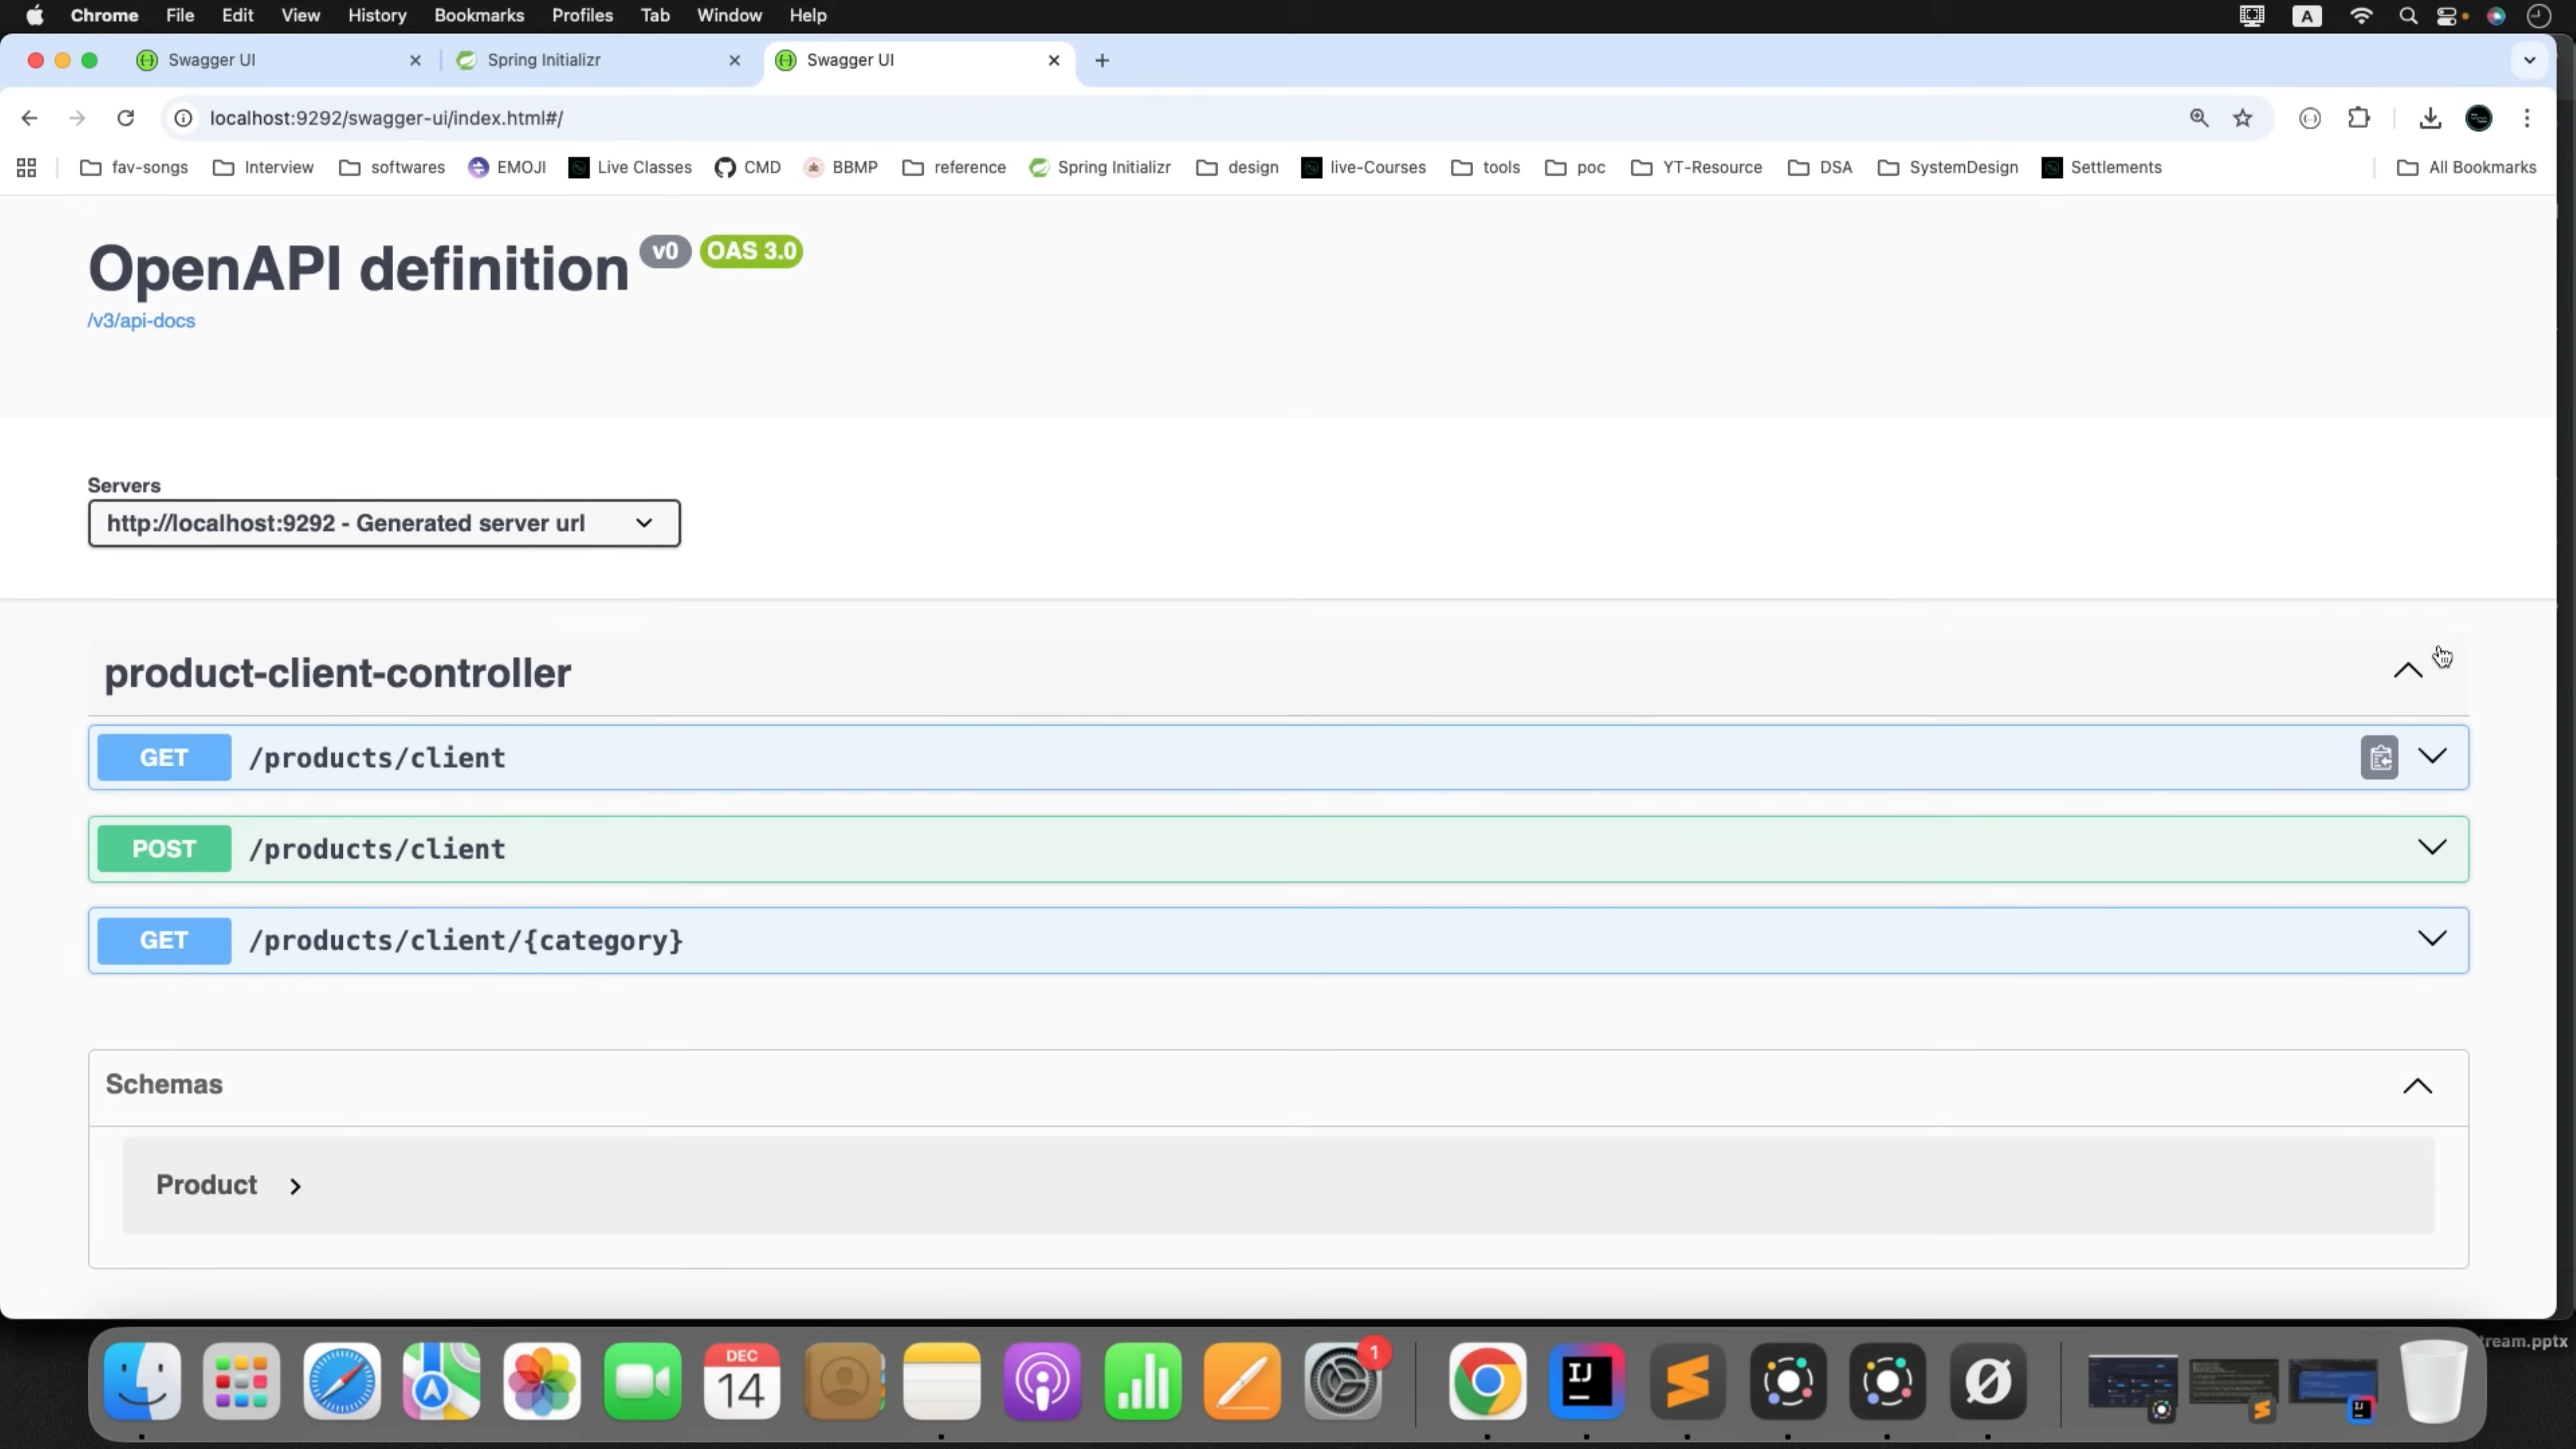 Chrome File Edit View History Bookmarks Profiles Tab Window Help A
Swagger UI Spring Initializr Swagger UI
localhost:9292/swagger-ui/index.html#/
fav-songs Interview softwares EMOJI Live Classes CMD BBMP reference Spring Initializr design live-Courses tools poc YT-Resource DSA SystemDesign Settlements All Bookmarks
OpenAPI definition v0 OAS 3.0
/v3/api-docs
Servers
http://localhost:9292 - Generated server url
product-client-controller
GET /products/client
POST /products/client
GET /products/client/{category}
Schemas
Product
tream.pptx
DEC
14
1
IJ